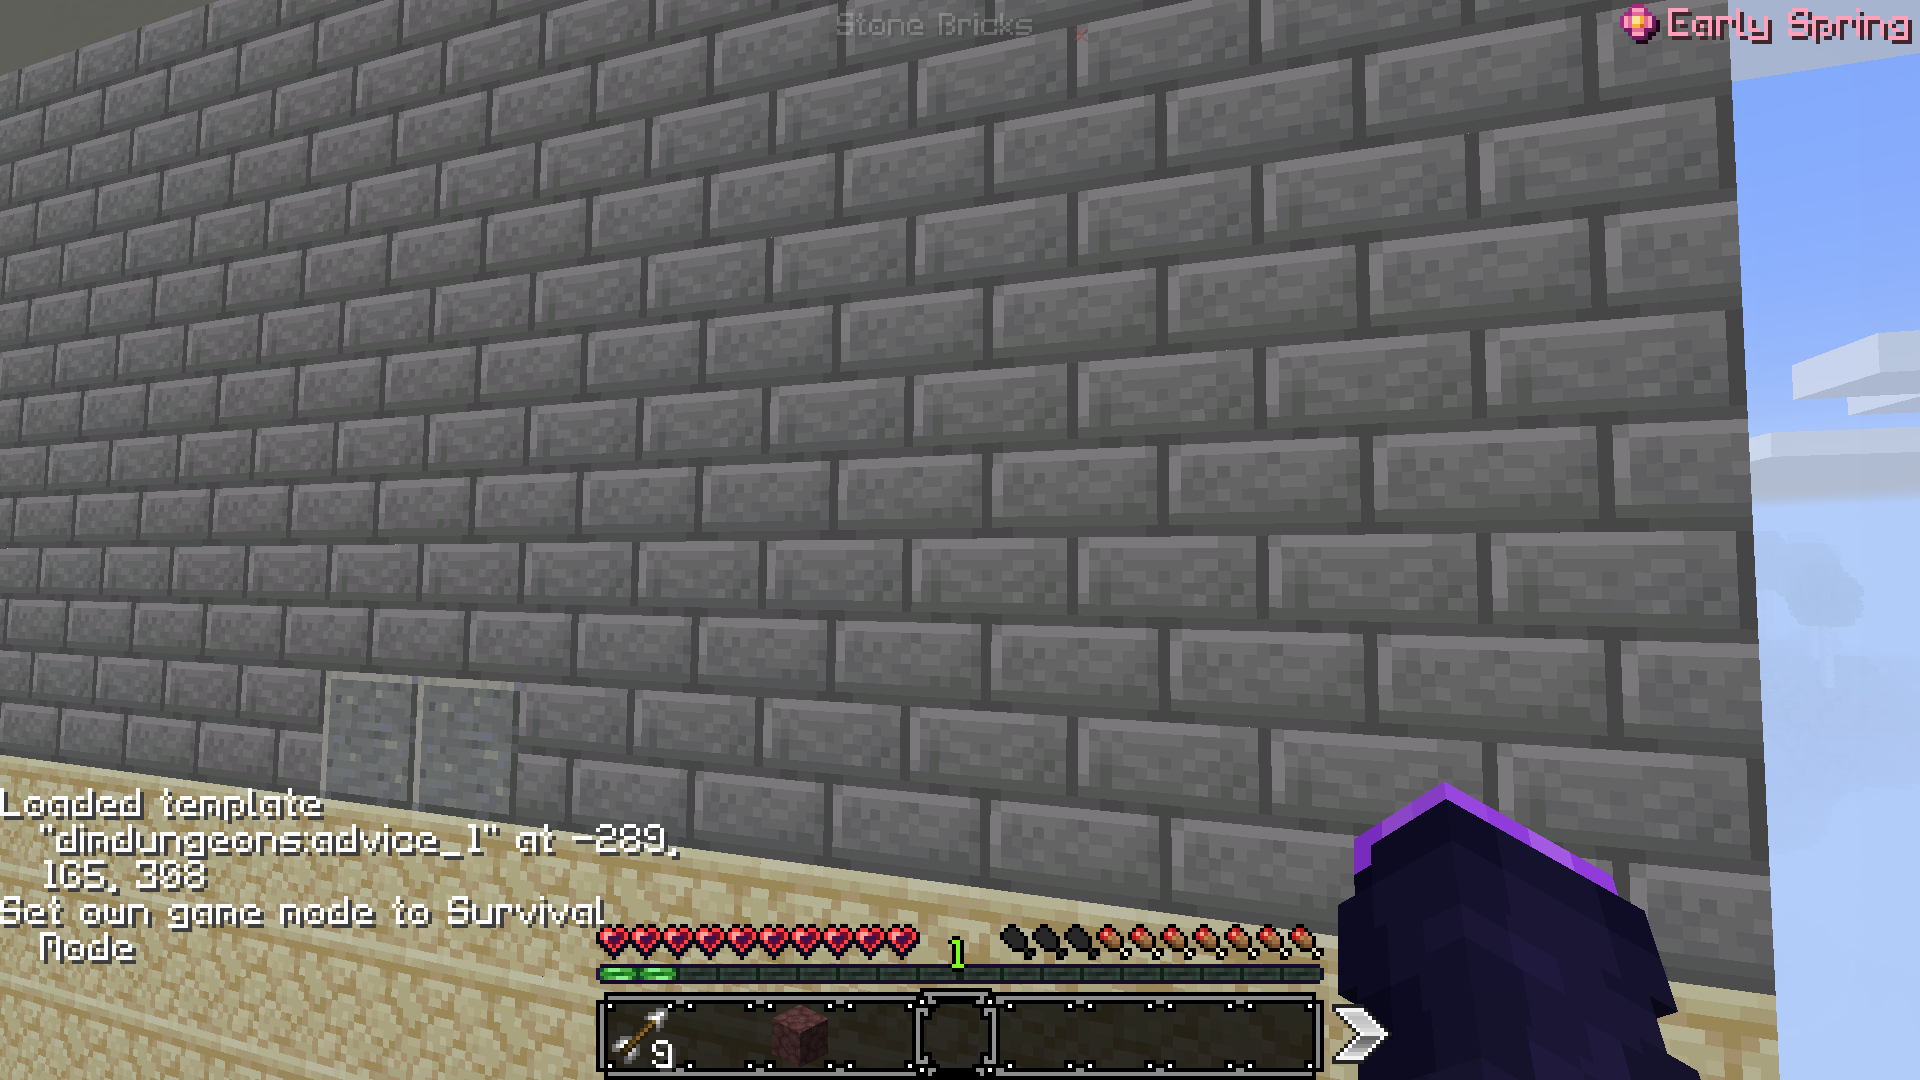 Stone Bricks
Early Spring
Loaded template
"dimdungeons:advice_1" at -289,
165, 308
Set own game mode to Survival
Mode
1
9